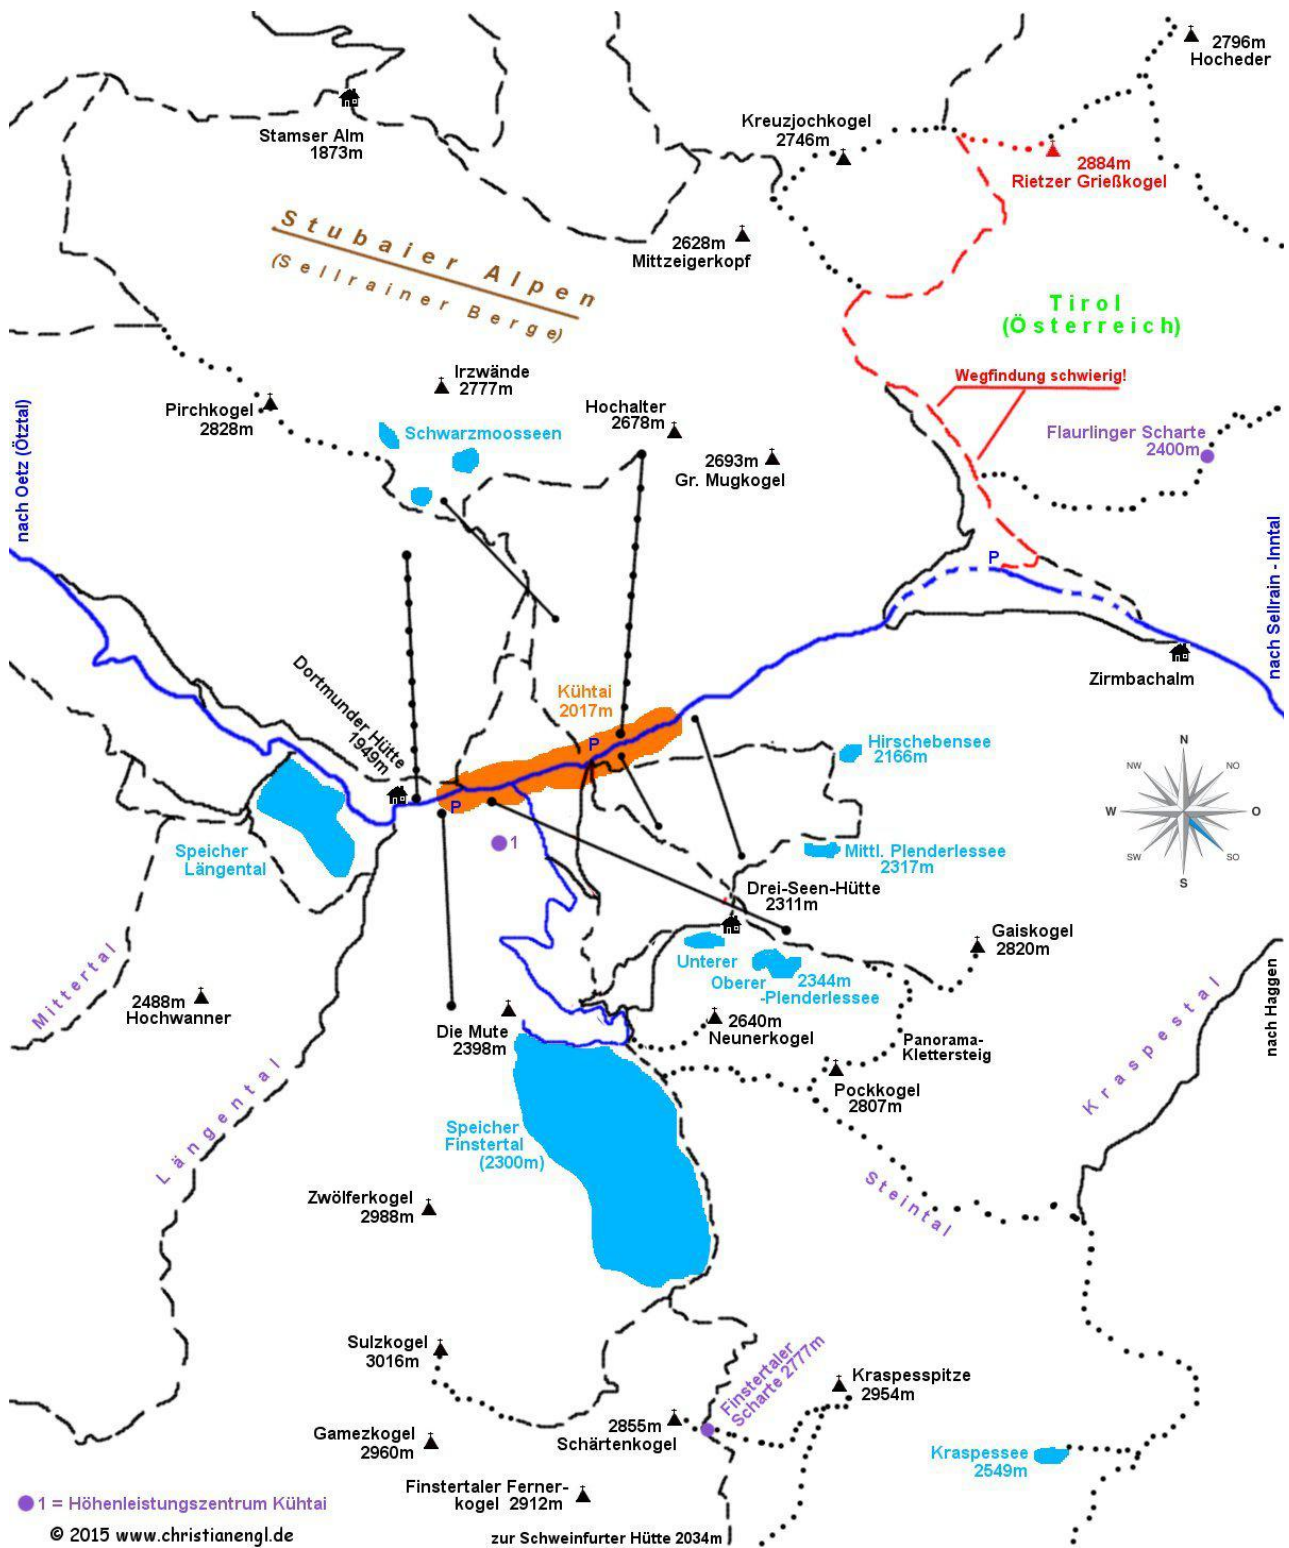 2796m
Hocheder
Kreuzjochkogel
2746m
Stamser Alm
1873m
2884m
Rietzer Grießkogel
Stubaier Alpen
(Sellrainer Berge)
2628m
Mittzeigerkopf
Tirol
(Österreich)
Irzwände
2777m
Wegfindung schwierig!
Pirchkogel
2828m
Hochalter
2678m
Schwarzmoosseen
Flaurlinger Scharte
2400m
2693m
Gr. Mugkogel
nach Oetz (Ötztal)
nach Sellrain - Inntal
P
Dortmunder Hütte
1949m
Kühtai
2017m
Zirmbachalm
P
Hirschebensee
2166m
N
NW
NO
W
O
SW
SO
S
P
1
Speicher
Längental
Mittl. Plenderlessee
2317m
Drei-Seen-Hütte
2311m
Gaiskogel
2820m
Unterer
Oberer
2344m
-Plenderlessee
Mittertal
2488m
Hochwanner
Die Mute
2398m
2640m
Neunerkogel
Panorama-
Klettersteig
Kraspestal
nach Haggen
Pockkogel
2807m
Längental
Speicher
Finstertal
(2300m)
Steintal
Zwölferkogel
2988m
Sulzkogel
3016m
Finstertaler
Scharte 2777m
Kraspesspitze
2954m
2855m
Schärtenkogel
Gamezkogel
2960m
Kraspessee
2549m
Finstertaler Ferner-
kogel 2912m
1 = Höhenleistungszentrum Kühtai
© 2015 www.christianengl.de
zur Schweinfurter Hütte 2034m